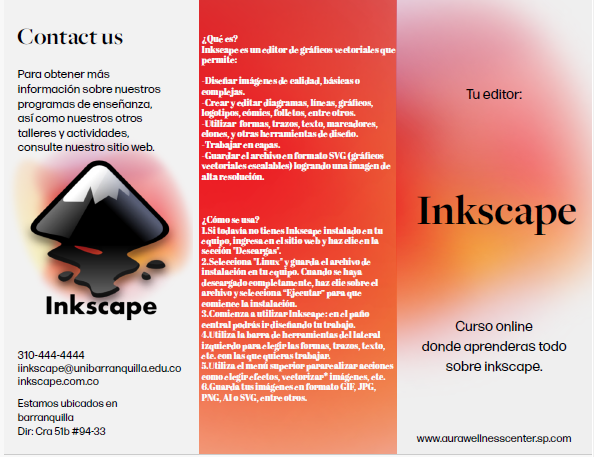 Contact us
Para obtener más
información sobre nuestros
programas de enseñanza,
así como nuestros otros
talleres y actividades,
consulte nuestro sitio web.
Inkscape
310-444-4444
iinkscape@unibarranquilla.edu.co
inkscape.com.co
Estamos ubicados en
barranquilla
Dir: Cra 51b #94-33
¿Qué es?
Inkscape es un editor de gráficos vectoriales que
permite:
-Diseñar imágenes de calidad, básicas o
complejas.
-Crear y editar diagramas, líneas, gráficos,
logotipos, cómics, folletos, entre otros.
-Utilizar formas, trazos, texto, marcadores,
clones, y otras herramientas de diseño.
-Trabajar en capas.
-Guardar el archivo en formato SVG (gráficos
vectoriales escalables) logrando una imagen de
alta resolución.
¿Cómo se usa?
1.Si todavía no tienes Inkscape instalado en tu
equipo, ingresa en el sitio web y haz clic en la
sección "Descargas".
2.Selecciona "Linux" y guarda el archivo de
instalación en tu equipo. Cuando se haya
descargado completamente, haz clic sobre el
archivo y selecciona "Ejecutar" para que
comience la instalación.
3.Comienza a utilizar Inkscape: en el paño
central podrás ir diseñando tu trabajo.
4.Utiliza la barra de herramientas del lateral
izquierdo para elegir las formas, trazos, texto,
etc. con las que quieras trabajar.
5.Utiliza el menú superior pararealizar acciones
como elegir efectos, vectorizar* imágenes, etc.
6.Guarda tus imágenes en formato GIF, JPG,
PNG, AI o SVG, entre otros.
Tu editor:
Inkscape
Curso online
donde aprenderas todo
sobre inkscape.
www.aurawellnesscenter.sp.com